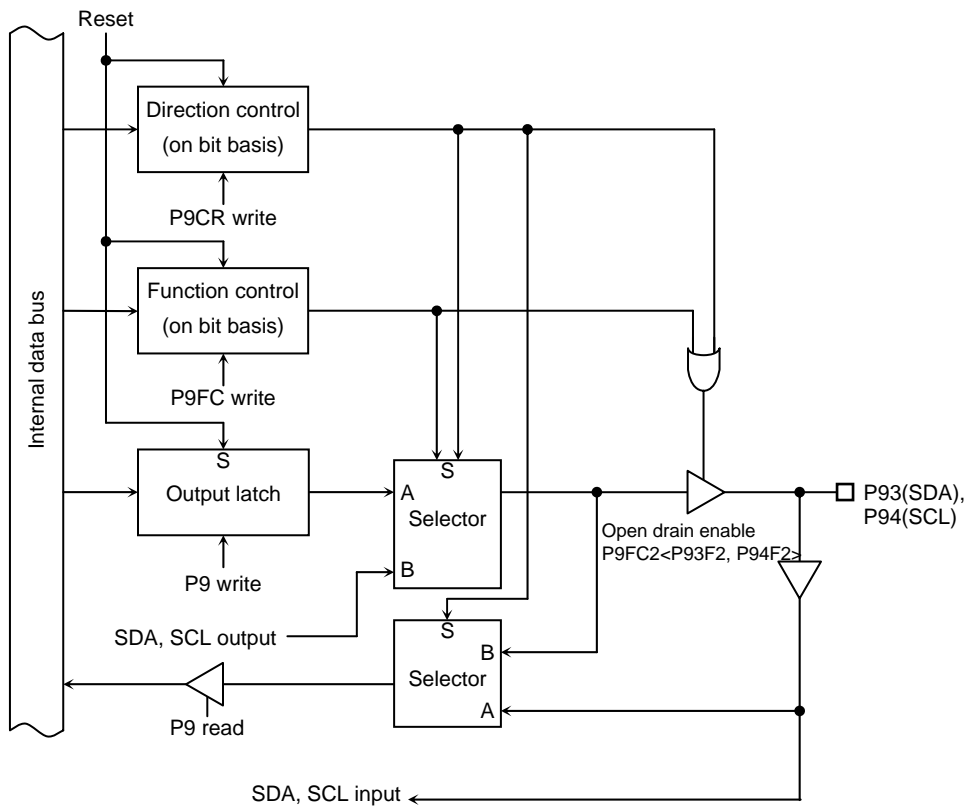 Reset
Direction control
(on bit basis)
P9CR write
Internal data bus
Function control
(on bit basis)
P9FC write
S
Output latch
P9 write
S
A
Selector
B
SDA, SCL output
Open drain enable
P9FC2<P93F2, P94F2>
P93(SDA),
P94(SCL)
S
B
Selector
A
P9 read
SDA, SCL input